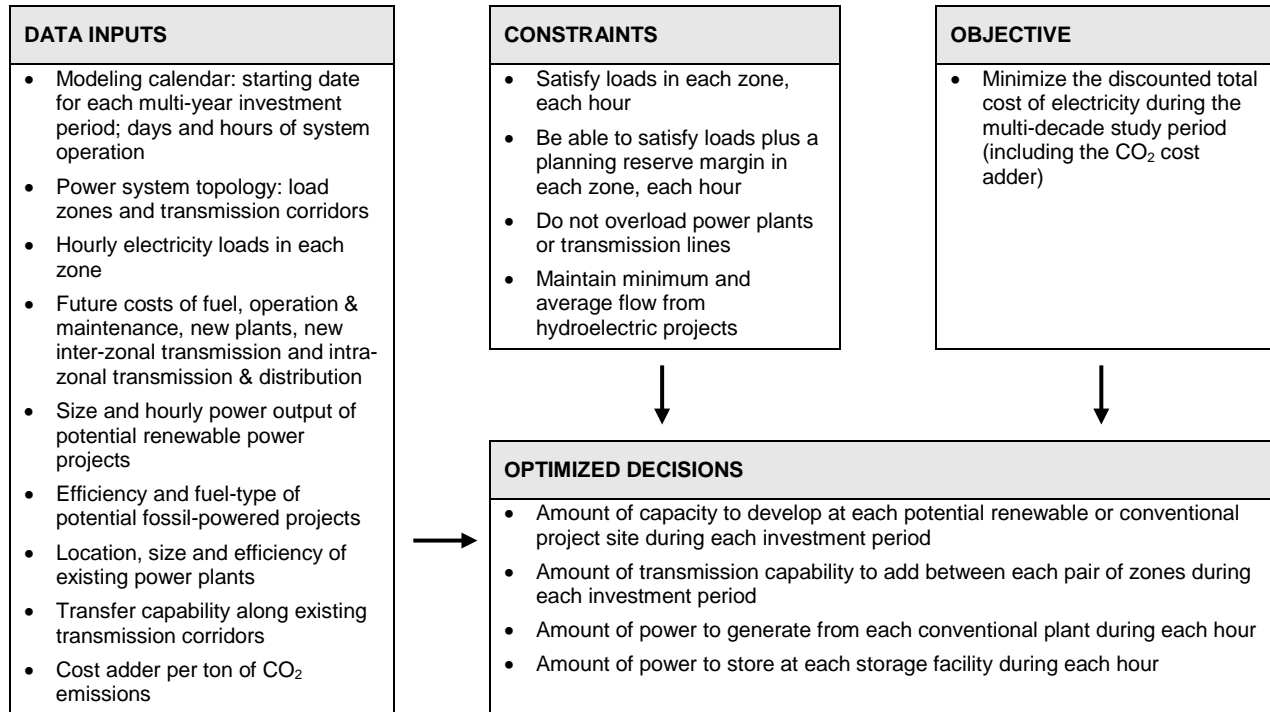 DATA INPUTS
• Modeling calendar: starting date
for each multi-year investment
period; days and hours of system
operation
• Power system topology: load
zones and transmission corridors
• Hourly electricity loads in each
zone
• Future costs of fuel, operation &
maintenance, new plants, new
inter-zonal transmission and intra-
zonal transmission & distribution
• Size and hourly power output of
potential renewable power
projects
• Efficiency and fuel-type of
potential fossil-powered projects
• Location, size and efficiency of
existing power plants
• Transfer capability along existing
transmission corridors
• Cost adder per ton of CO₂
emissions
CONSTRAINTS
• Satisfy loads in each zone,
each hour
• Be able to satisfy loads plus a
planning reserve margin in
each zone, each hour
• Do not overload power plants
or transmission lines
• Maintain minimum and
average flow from
hydroelectric projects
OBJECTIVE
• Minimize the discounted total
cost of electricity during the
multi-decade study period
(including the CO₂ cost
adder)
OPTIMIZED DECISIONS
• Amount of capacity to develop at each potential renewable or conventional
project site during each investment period
• Amount of transmission capability to add between each pair of zones during
each investment period
• Amount of power to generate from each conventional plant during each hour
• Amount of power to store at each storage facility during each hour